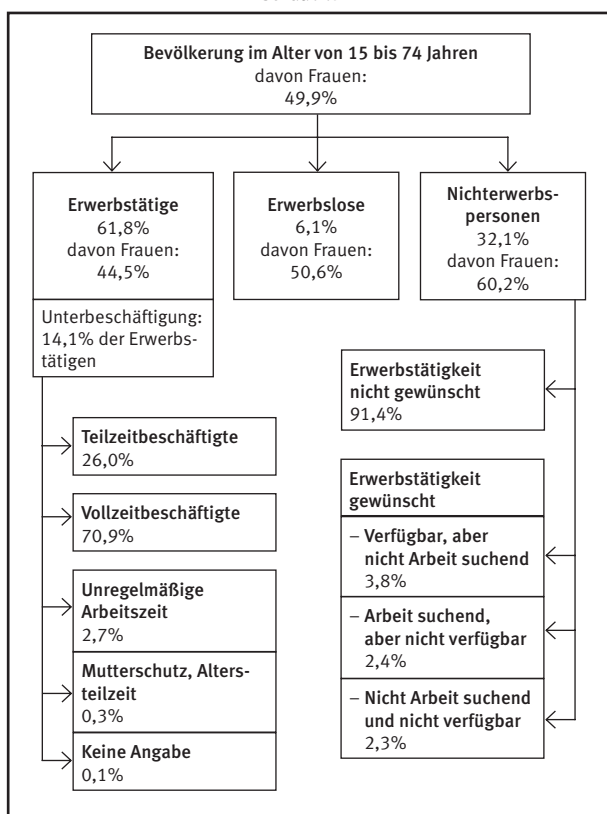 Bevölkerung im Alter von 15 bis 74 Jahren
davon Frauen:
49,9%
Erwerbstätige
61,8%
davon Frauen:
44,5%
Unterbeschäftigung:
14,1% der Erwerbs-
tätigen
Erwerbslose
6,1%
davon Frauen:
50,6%
Nichterwerbs-
personen
32,1%
davon Frauen:
60,2%
Teilzeitbeschäftigte
26,0%
Vollzeitbeschäftigte
70,9%
Unregelmäßige
Arbeitszeit
2,7%
Mutterschutz, Alters-
teilzeit
0,3%
Keine Angabe
0,1%
Erwerbstätigkeit
nicht gewünscht
91,4%
Erwerbstätigkeit
gewünscht
– Verfügbar, aber
nicht Arbeit suchend
3,8%
– Arbeit suchend,
aber nicht verfügbar
2,4%
– Nicht Arbeit suchend
und nicht verfügbar
2,3%